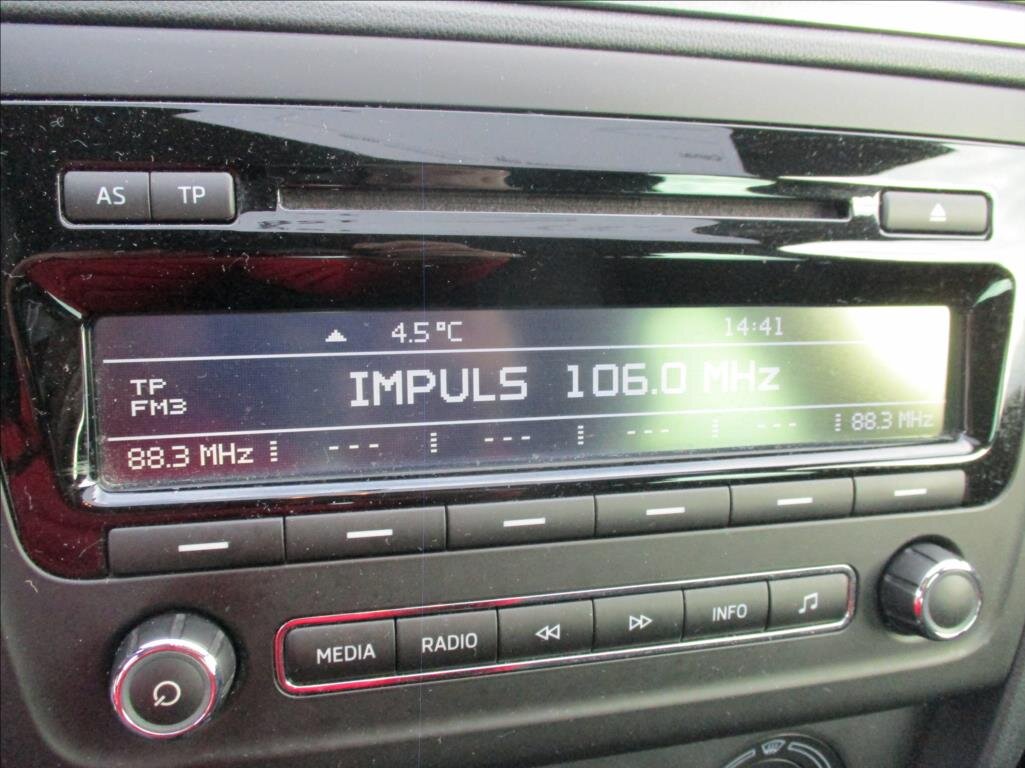 AS TP
4.5°C 14:41
TP
FM3
IMPULS 106.0 MHz
88.3 MHz --- --- --- --- 88.3 MHz
MEDIA RADIO INFO